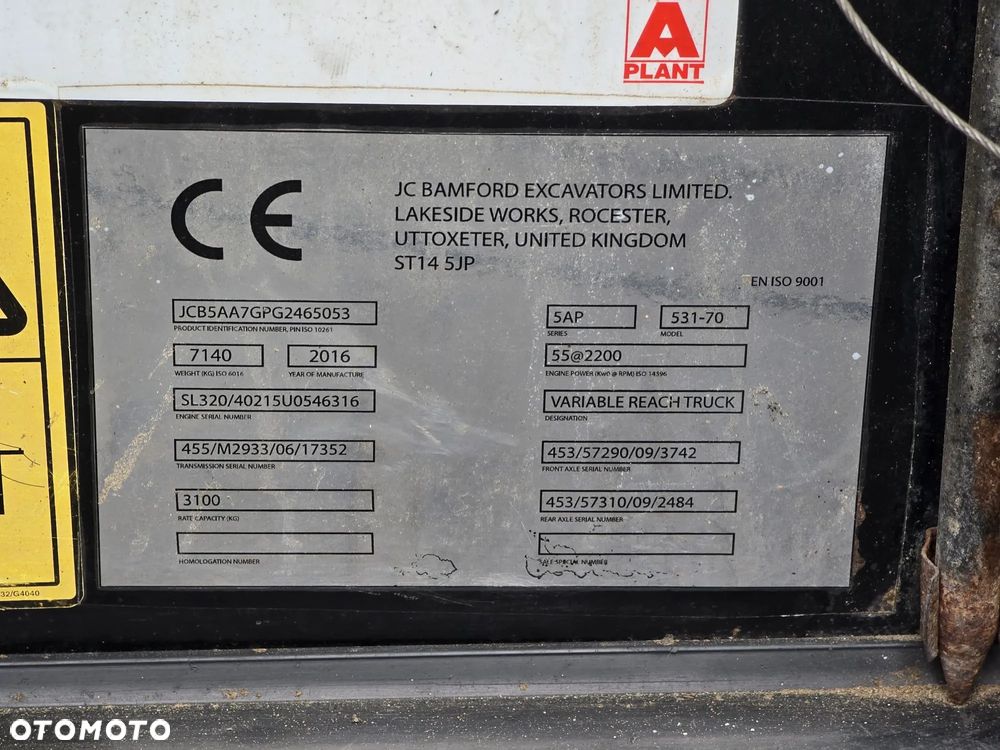 A
PLANT
CE
JC BAMFORD EXCAVATORS LIMITED.
LAKESIDE WORKS, ROCESTER,
UTTOXETER, UNITED KINGDOM
ST14 5JP
EN ISO 9001
JCB5AA7GPG2465053
PRODUCT IDENTIFICATION NUMBER, PIN ISO 10261
5AP
SERIES
531-70
MODEL
7140
WEIGHT (KG) ISO 6016
2016
YEAR OF MANUFACTURE
55@2200
ENGINE POWER (KW@ @ RPM) ISO 14396
SL320/40215U0546316
ENGINE SERIAL NUMBER
VARIABLE REACH TRUCK
DESIGNATION
455/M2933/06/17352
TRANSMISSION SERIAL NUMBER
453/57290/09/3742
FRONT AXLE SERIAL NUMBER
3100
RATE CAPACITY (KG)
453/57310/09/2484
REAR AXLE SERIAL NUMBER
HOMOLOGATION NUMBER
SPECIAL NUMBER
32/G4040
OTOMOTO